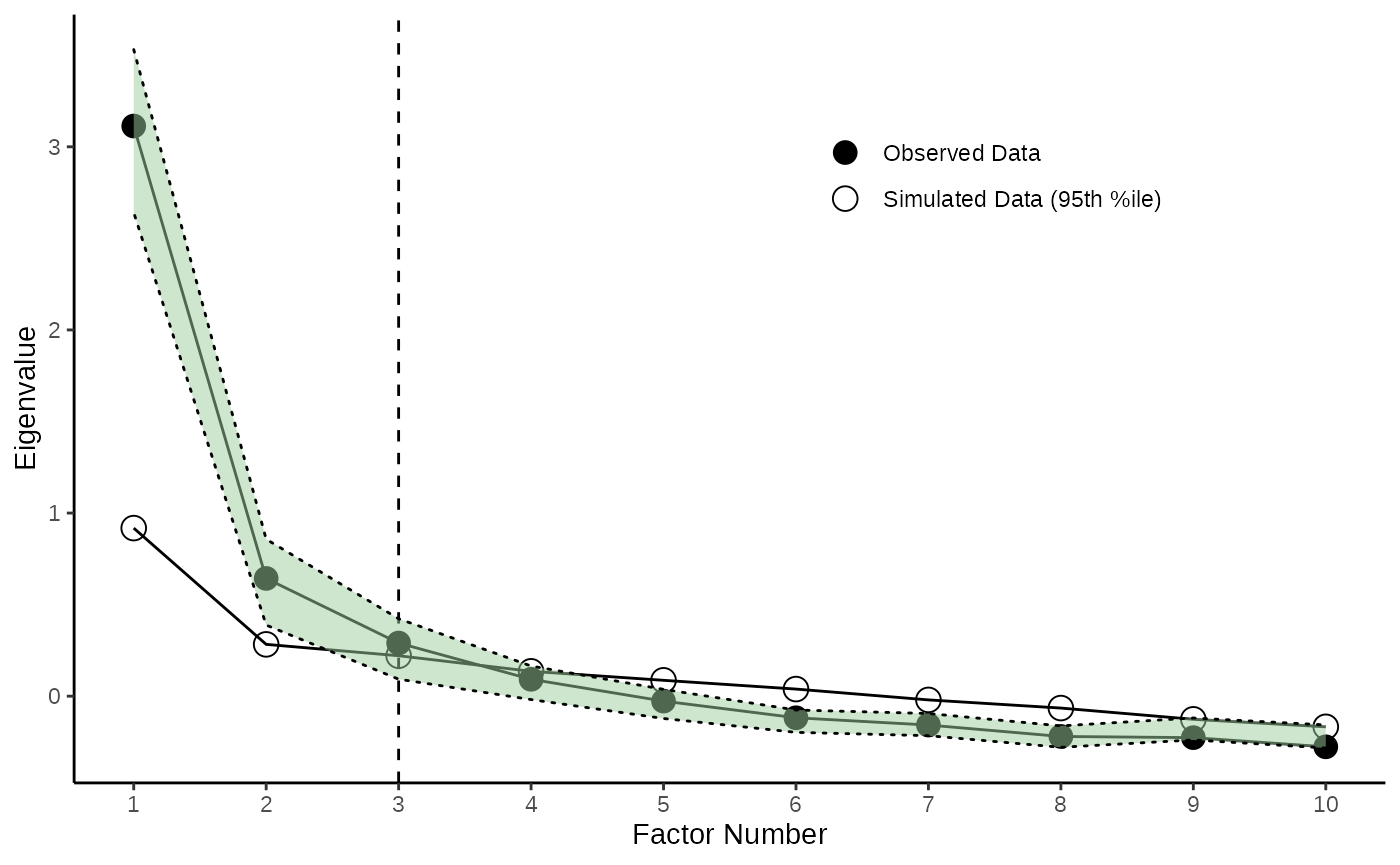 3
2
1
0
Eigenvalue
Observed Data
Simulated Data (95th %ile)
1 2 3 4 5 6 7 8 9 10
Factor Number